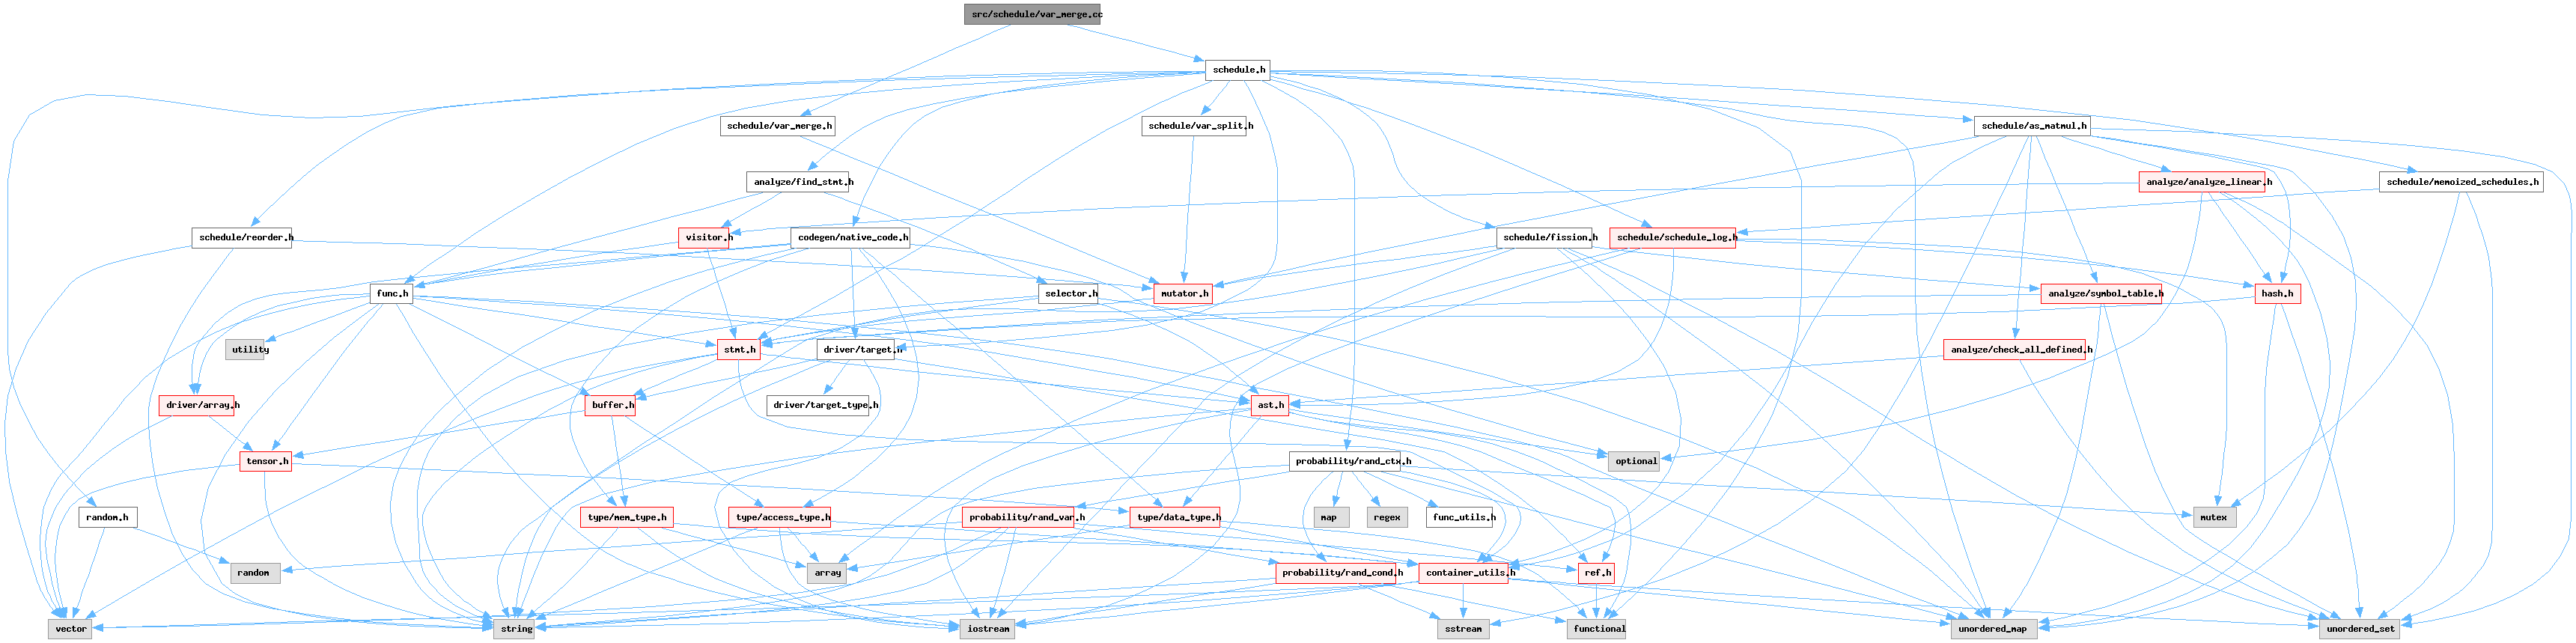 src/schedule/var_merge.cc
schedule.h
schedule/var_merge.h
schedule/var_split.h
schedule/as_matmul.h
analyze/find_stmt.h
analyze/analyze_linear.h
schedule/memoized_schedules.h
schedule/reorder.h
visitor.h
codegen/native_code.h
schedule/fission.h
schedule/schedule_log.h
func.h
selector.h
mutator.h
analyze/symbol_table.h
hash.h
utility
stmt.h
driver/target.h
analyze/check_all_defined.h
driver/array.h
buffer.h
driver/target_type.h
ast.h
tensor.h
probability/rand_ctx.h
optional
random.h
type/mem_type.h
type/access_type.h
probability/rand_var.h
type/data_type.h
map
regex
func_utils.h
mutex
random
array
probability/rand_cond.h
container_utils.h
ref.h
vector
string
iostream
sstream
functional
unordered_map
unordered_set